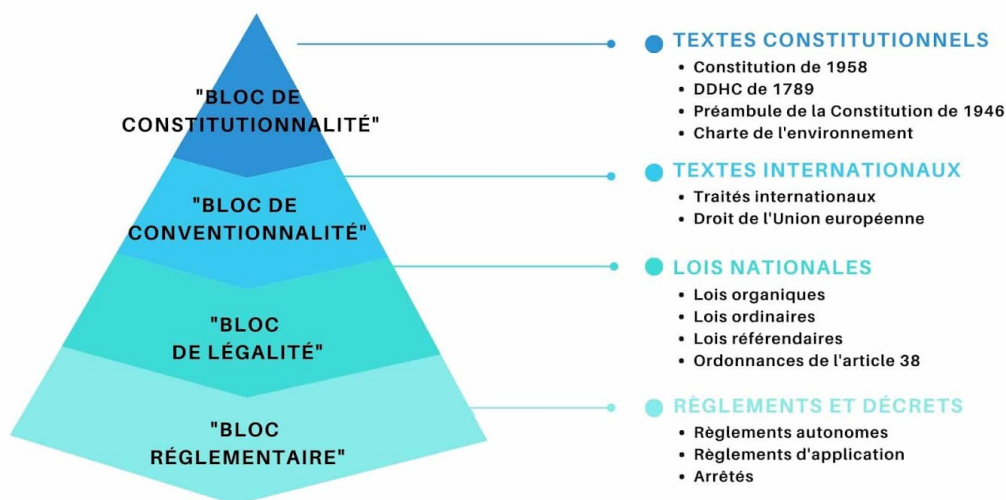 "BLOC DE
CONSTITUTIONNALITÉ"
"BLOC DE
CONVENTIONNALITÉ"
"BLOC
DE LÉGALITÉ"
"BLOC
RÉGLEMENTAIRE"
TEXTES CONSTITUTIONNELS
• Constitution de 1958
• DDHC de 1789
• Préambule de la Constitution de 1946
• Charte de l'environnement
TEXTES INTERNATIONAUX
• Traités internationaux
• Droit de l'Union européenne
LOIS NATIONALES
• Lois organiques
• Lois ordinaires
• Lois référendaires
• Ordonnances de l'article 38
RÈGLEMENTS ET DÉCRETS
• Règlements autonomes
• Règlements d'application
• Arrêtés